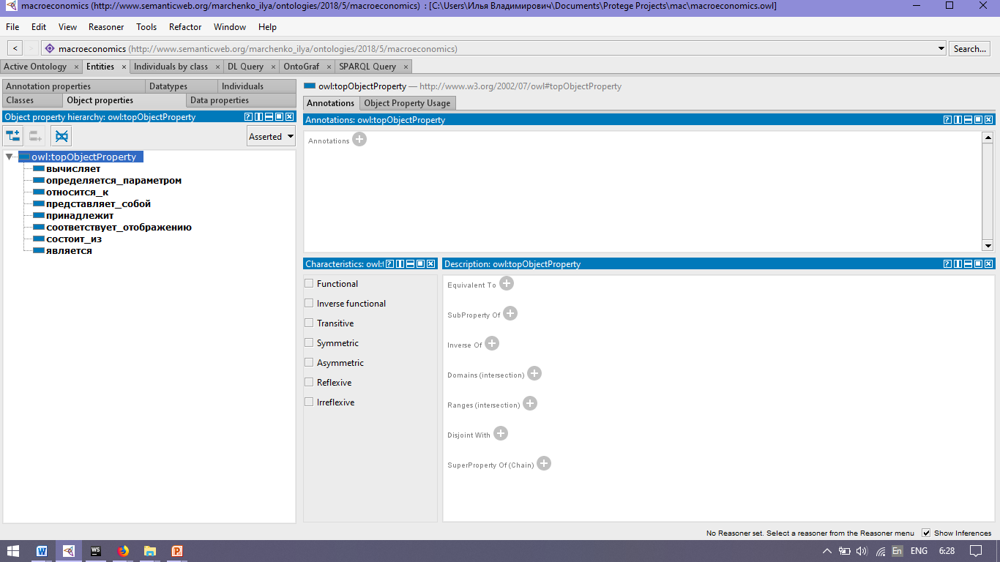 macroeconomics (http://www.semanticweb.org/marchenko_ilya/ontologies/2018/5/macroeconomics) : [C:\Users\Илья Владимирович\Documents\Protege Projects\mac\macroeconomics.owl]
File Edit View Reasoner Tools Refactor Window Help
< > macroeconomics (http://www.semanticweb.org/marchenko_ilya/ontologies/2018/5/macroeconomics) Search...
Active Ontology × Entities × Individuals by class × DL Query × OntoGraf × SPARQL Query ×
Annotation properties Datatypes Individuals
Classes Object properties Data properties
Object property hierarchy: owl:topObjectProperty
Asserted
owl:topObjectProperty
вычисляет
определяется_параметром
относится_к
представляет_собой
принадлежит
соответствует_отображению
состоит_из
является
owl:topObjectProperty — http://www.w3.org/2002/07/owl#topObjectProperty
Annotations Object Property Usage
Annotations: owl:topObjectProperty
Annotations
Characteristics: owl:t
Functional
Inverse functional
Transitive
Symmetric
Asymmetric
Reflexive
Irreflexive
Description: owl:topObjectProperty
Equivalent To
SubProperty Of
Inverse Of
Domains (intersection)
Ranges (intersection)
Disjoint With
SuperProperty Of (Chain)
No Reasoner set. Select a reasoner from the Reasoner menu Show Inferences
W WS P En ENG 6:28